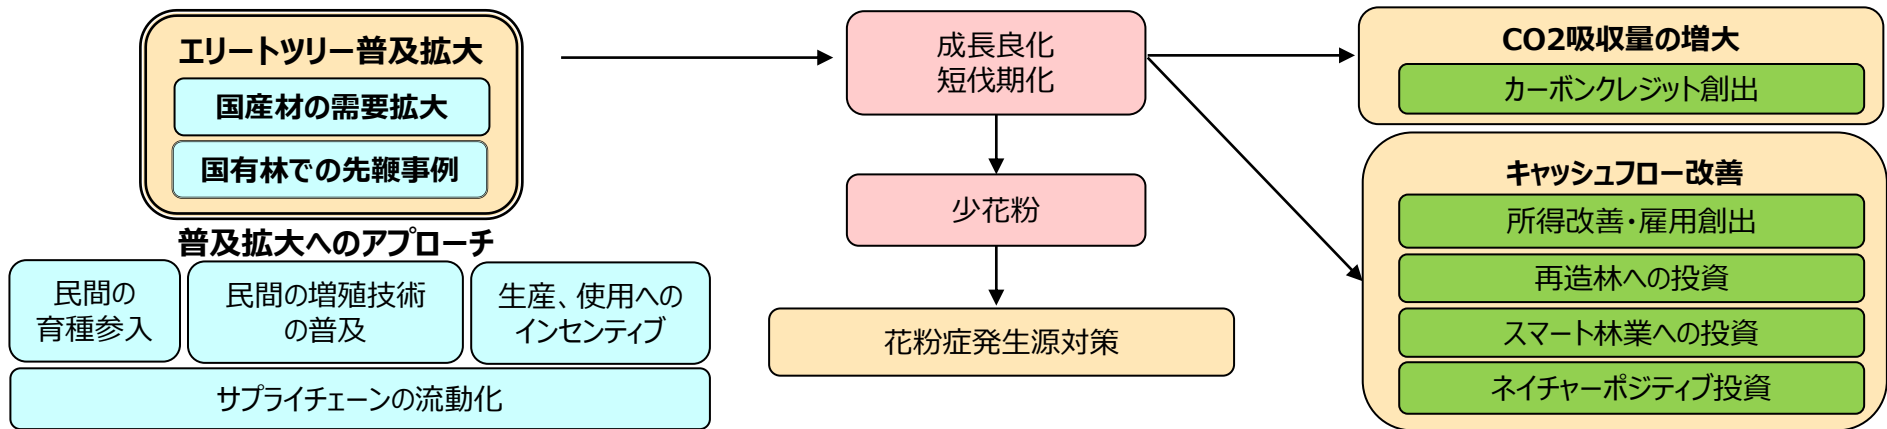 エリートツリー普及拡大
国産材の需要拡大
国有林での先鞭事例
普及拡大へのアプローチ
民間の
育種参入
民間の増殖技術
の普及
生産、使用への
インセンティブ
サプライチェーンの流動化
成長良化
短伐期化
少花粉
花粉症発生源対策
CO2吸収量の増大
カーボンクレジット創出
キャッシュフロー改善
所得改善・雇用創出
再造林への投資
スマート林業への投資
ネイチャーポジティブ投資